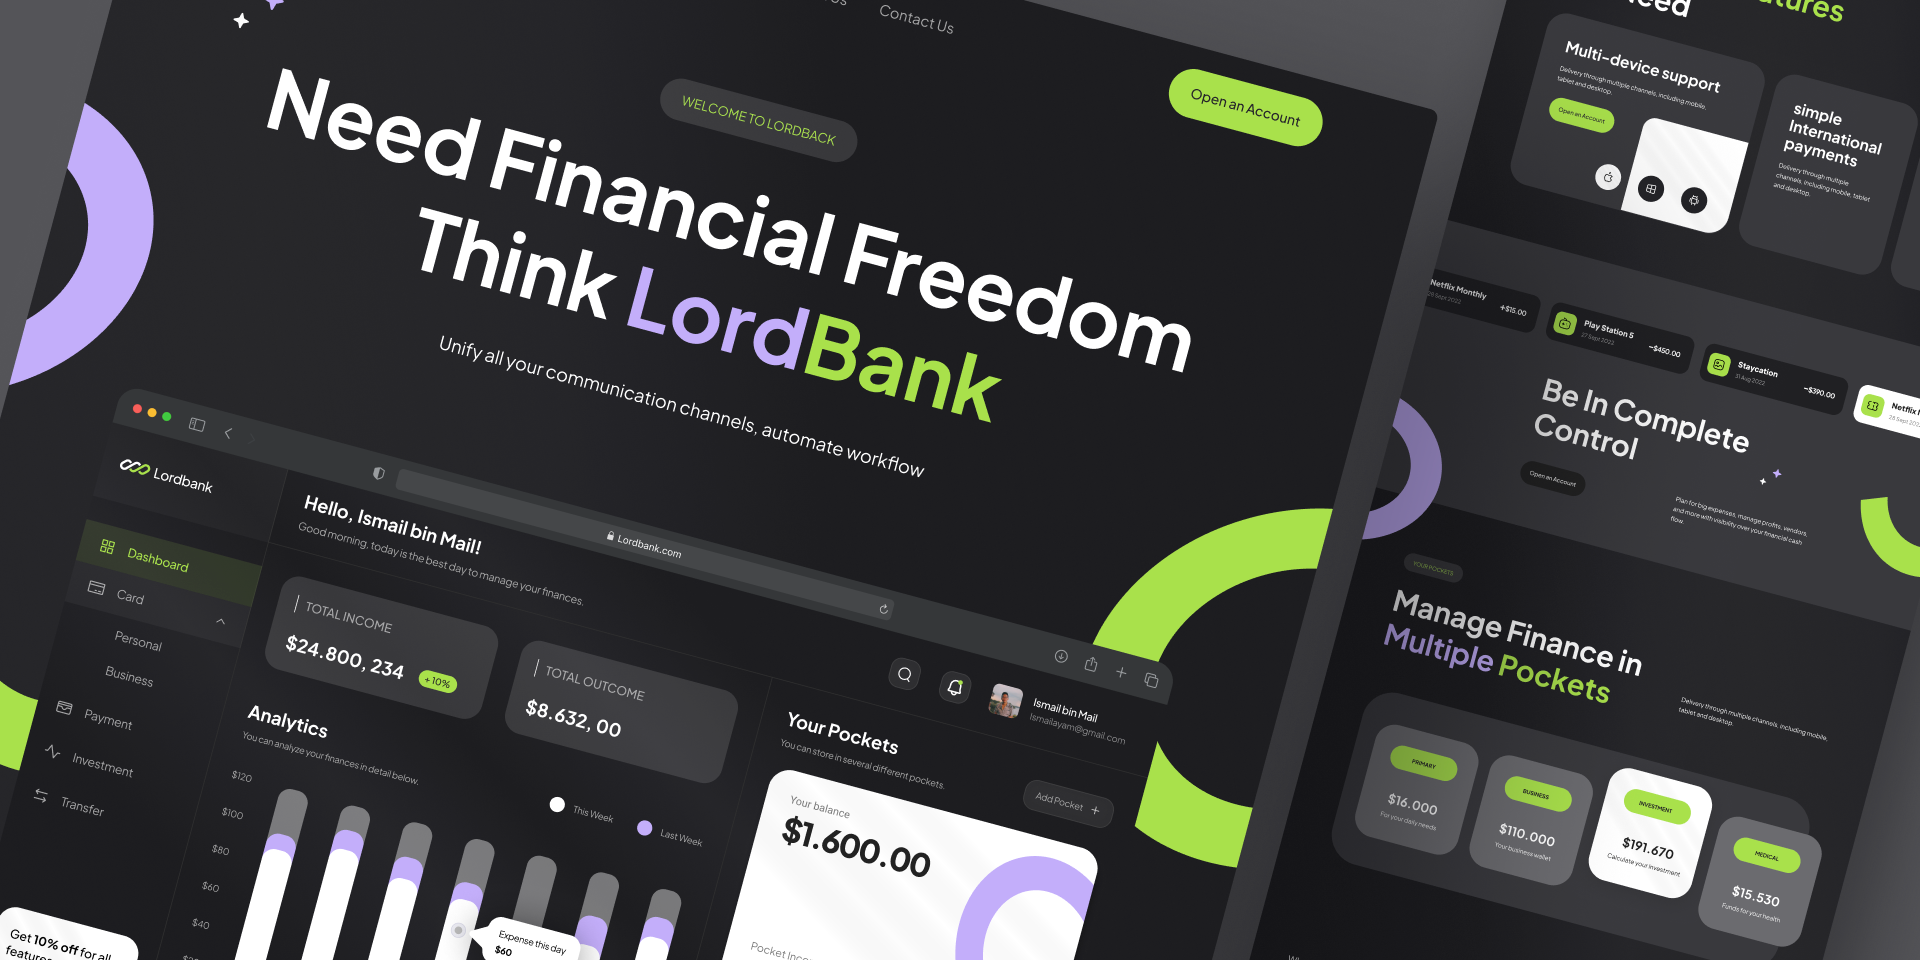 Contact Us
Open an Account
WELCOME TO LORDBACK
Need Financial Freedom
Think LordBank
Unify all your communication channels, automate workflow
Lordbank
Lordbank.com
Dashboard
Card
Personal
Business
Payment
Investment
Transfer
Get 10% off for all
Hello, Ismail bin Mail!
Good morning, today is the best day to manage your finances.
Ismail bin Mail
Ismailayam@gmail.com
TOTAL INCOME
$24.800, 234
+10%
TOTAL OUTCOME
$8.632, 00
Analytics
You can analyze your finances in detail below.
This Week
Last Week
$120
$100
$80
$60
$40
Expense this day
$60
Your Pockets
You can store in several different pockets.
Add Pocket
Your balance
$1.600.00
Multi-device support
Delivery through multiple channels, including mobile,
tablet and desktop.
Open an Account
simple
International
payments
Delivery through multiple
channels, including mobile, tablet
and desktop.
Netflix Monthly
+$15.00
Play Station 5
27 Sept 2022
-$450.00
Staycation
31 Aug 2022
-$390.00
Be In Complete
Control
Open an Account
Plan for big expenses, manage profits, vendors,
and more with visibility over your financial cash
flow.
YOUR POCKETS
Manage Finance in
Multiple Pockets
Delivery through multiple channels, including mobile,
tablet and desktop.
PRIMARY
$16.000
For your daily needs
BUSINESS
$110.000
Your business wallet
INVESTMENT
$191.670
Calculate your investment
MEDICAL
$15.530
Funds for your health